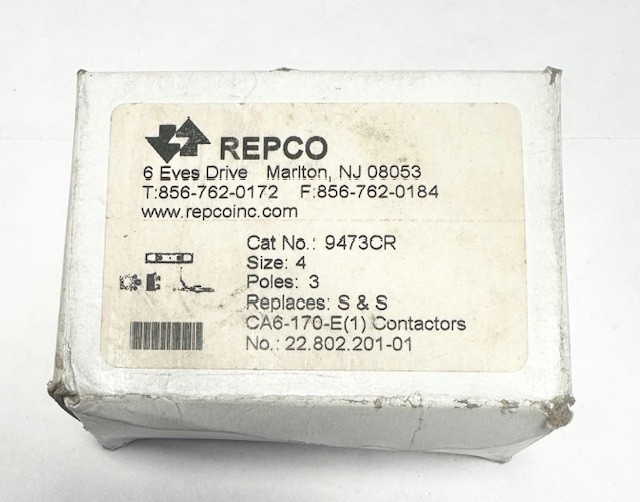 REPCO
6 Eves Drive Marlton, NJ 08053
T:856-762-0172 F:856-762-0184
www.repcoinc.com
Cat No.: 9473CR
Size: 4
Poles: 3
Replaces: S & S
CA6-170-E(1) Contactors
No.: 22.802.201-01